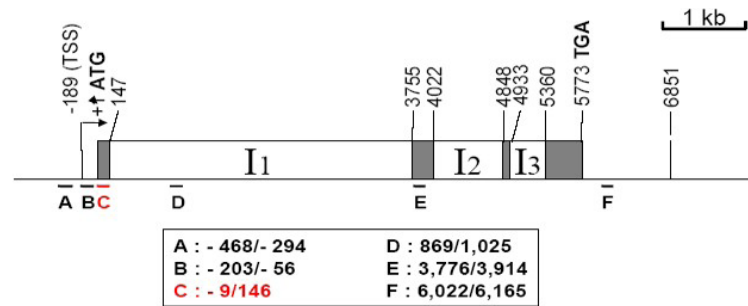 1 kb
-189 (TSS)
+1 ATG
147
3755
4022
4848
4933
5360
5773 TGA
6851
I1
I2
I3
A
B
C
D
E
F
A : - 468/- 294
D : 869/1,025
B : - 203/- 56
E : 3,776/3,914
C : - 9/146
F : 6,022/6,165